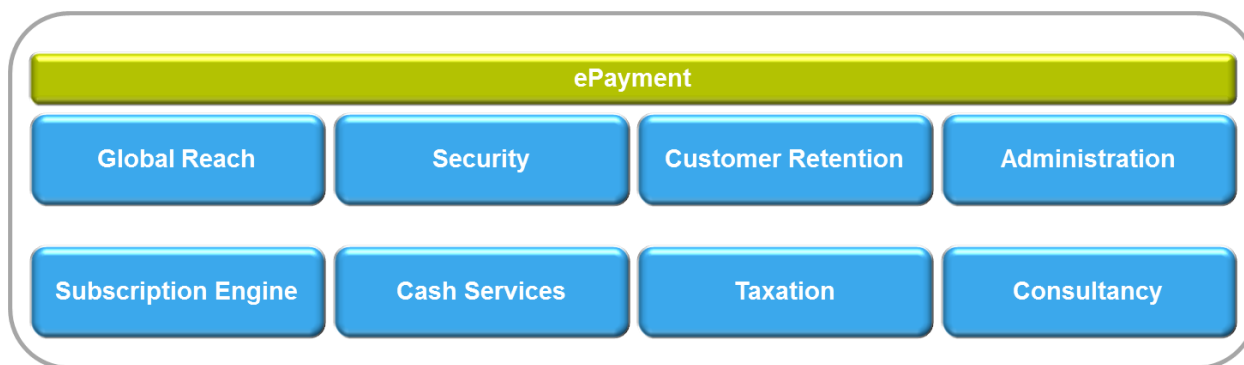 ePayment
Global Reach
Security
Customer Retention
Administration
Subscription Engine
Cash Services
Taxation
Consultancy